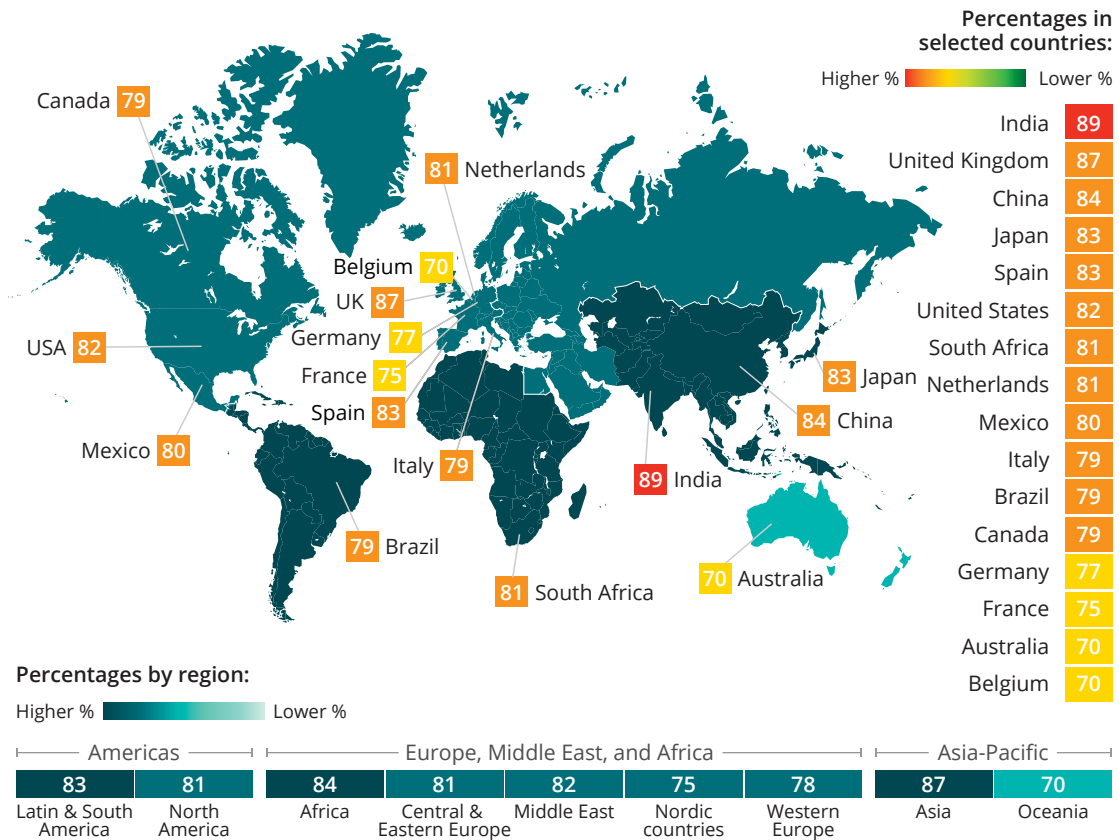 Percentages in
selected countries:
Higher % Lower %
Canada 79
81 Netherlands
Belgium 70
UK 87
Germany 77
USA 82
France 75
Spain 83
Mexico 80
Italy 79
79 Brazil
81 South Africa
89 India
83 Japan
84 China
70 Australia
India 89
United Kingdom 87
China 84
Japan 83
Spain 83
United States 82
South Africa 81
Netherlands 81
Mexico 80
Italy 79
Brazil 79
Canada 79
Germany 77
France 75
Australia 70
Belgium 70
Percentages by region:
Higher % Lower %
Americas
83
Latin & South
America
81
North
America
Europe, Middle East, and Africa
84
Africa
81
Central &
Eastern Europe
82
Middle East
75
Nordic
countries
78
Western
Europe
Asia-Pacific
87
Asia
70
Oceania